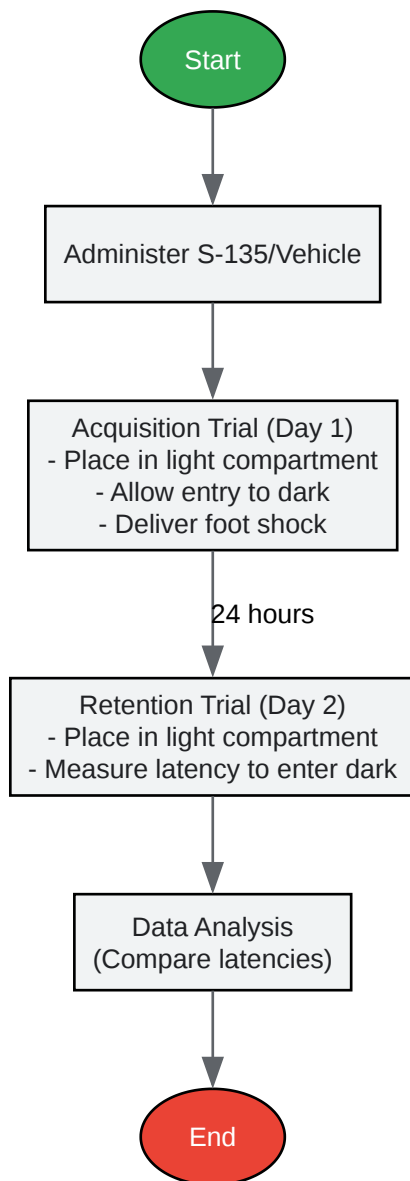 Start
Administer S-135/Vehicle
Acquisition Trial (Day 1)
- Place in light compartment
- Allow entry to dark
- Deliver foot shock
24 hours
Retention Trial (Day 2)
- Place in light compartment
- Measure latency to enter dark
Data Analysis
(Compare latencies)
End